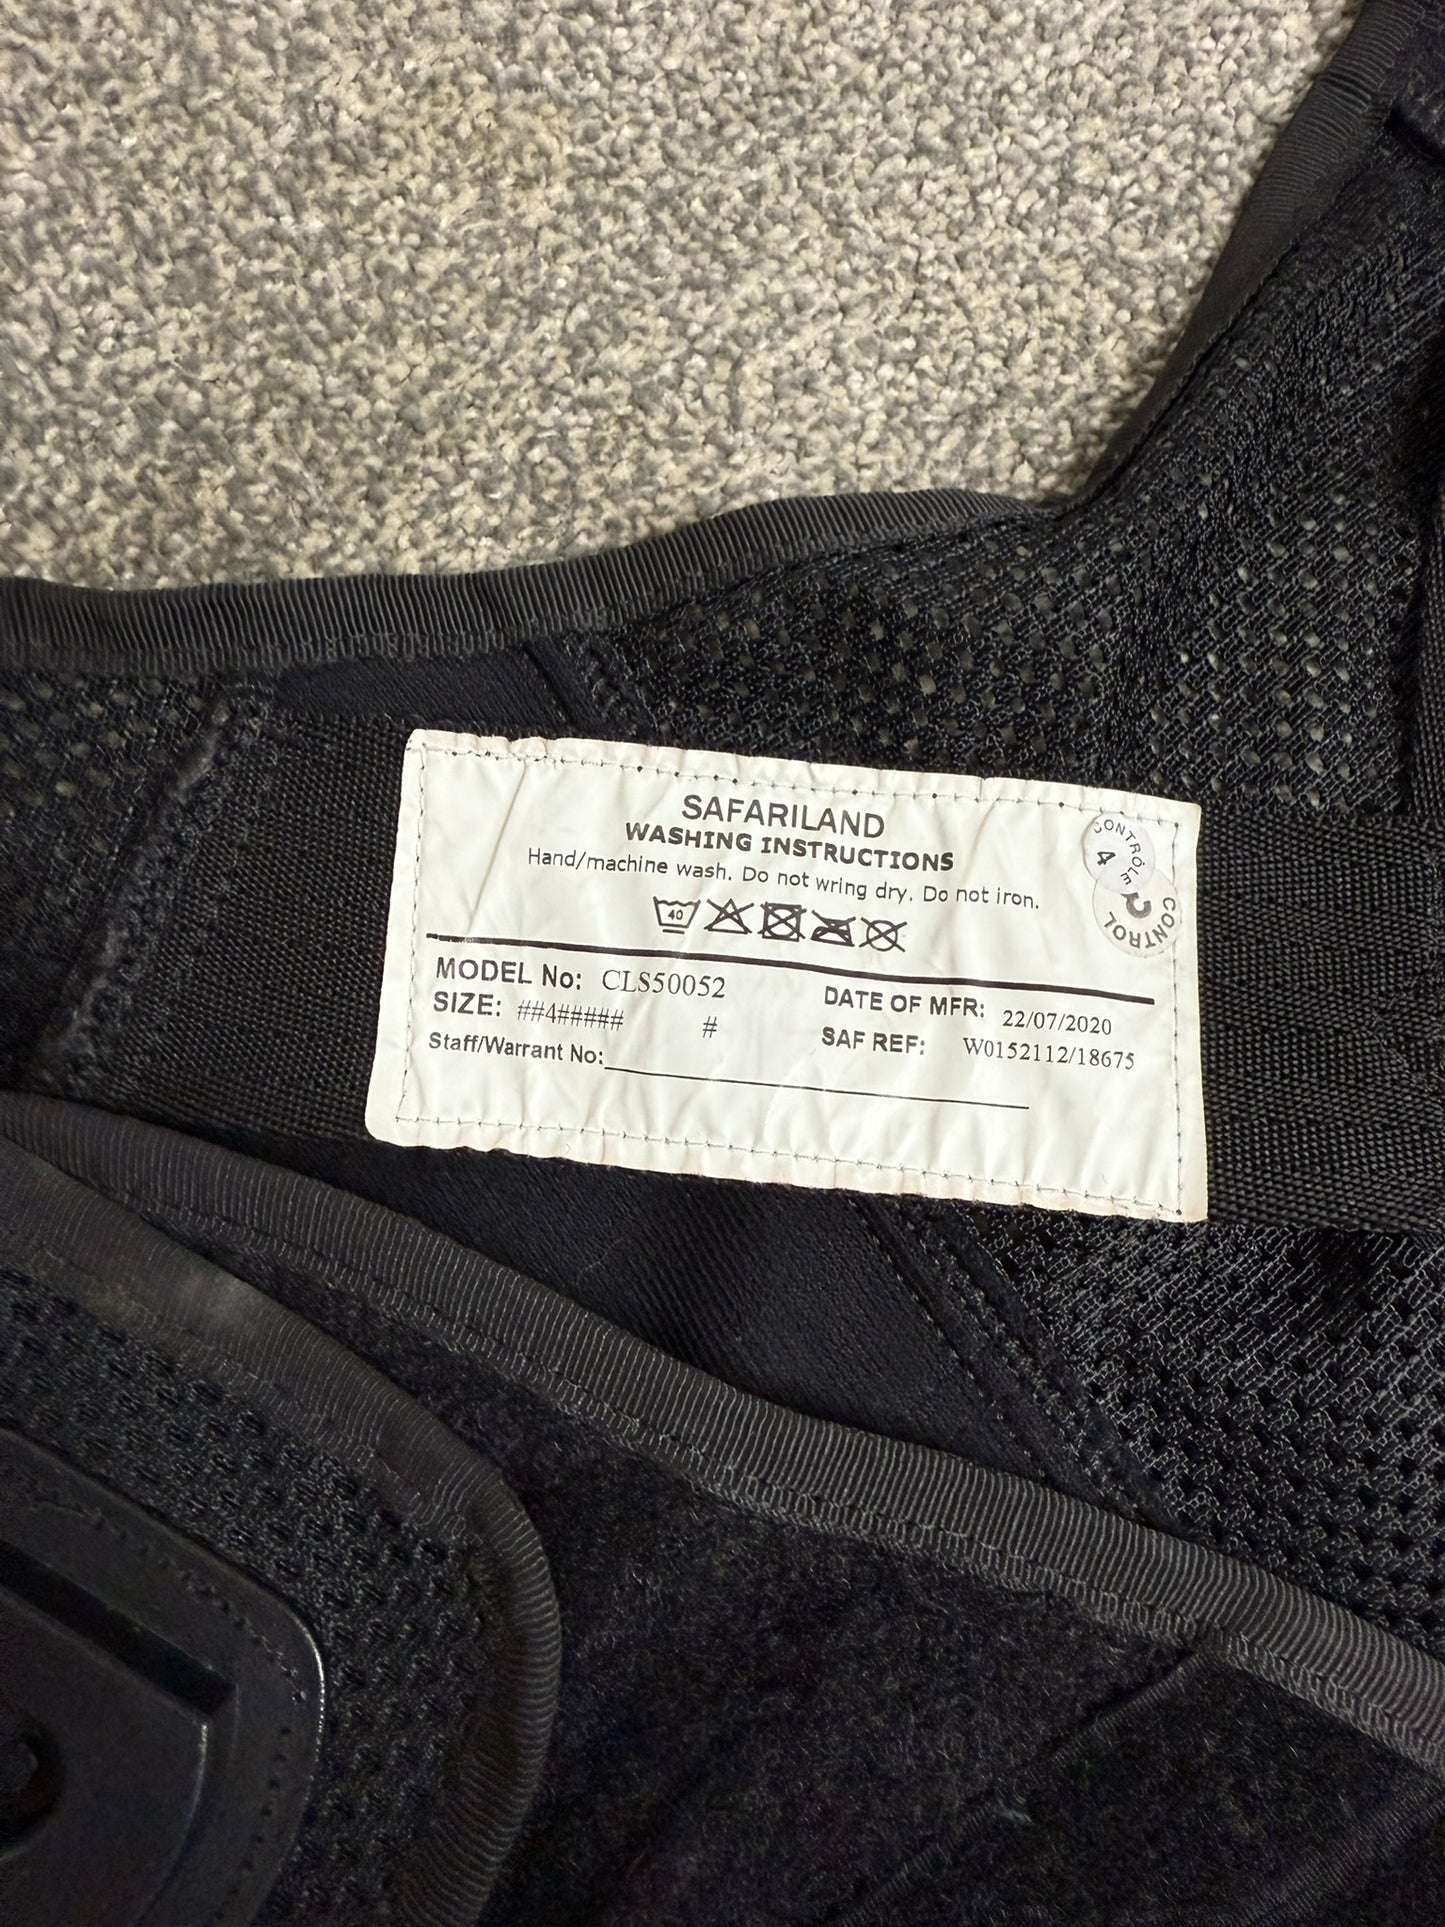 SAFARILAND
WASHING INSTRUCTIONS
Hand/machine wash. Do not wring dry. Do not iron.
40
CONTRÔLE
4
CONTROL
2
MODEL No: CLS50052
DATE OF MFR: 22/07/2020
SIZE: ##4##### #
SAF REF: W0152112/18675
Staff/Warrant No: